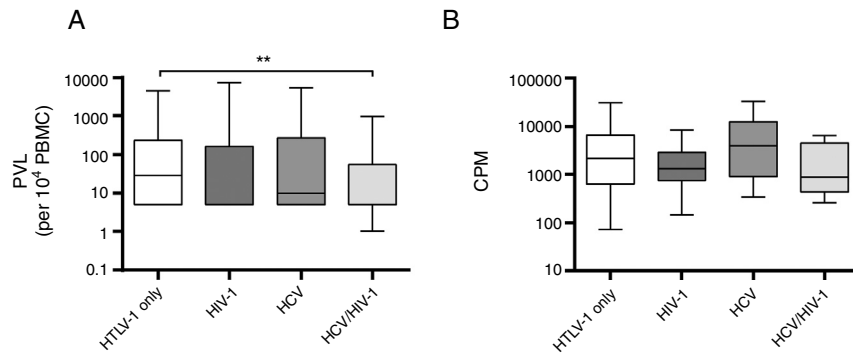 A
**
PVL
(per 10⁴ PBMC)
10000
1000
100
10
1
0.1
HTLV-1 only
HIV-1
HCV
HCV/HIV-1
B
CPM
100000
10000
1000
100
10
HTLV-1 only
HIV-1
HCV
HCV/HIV-1